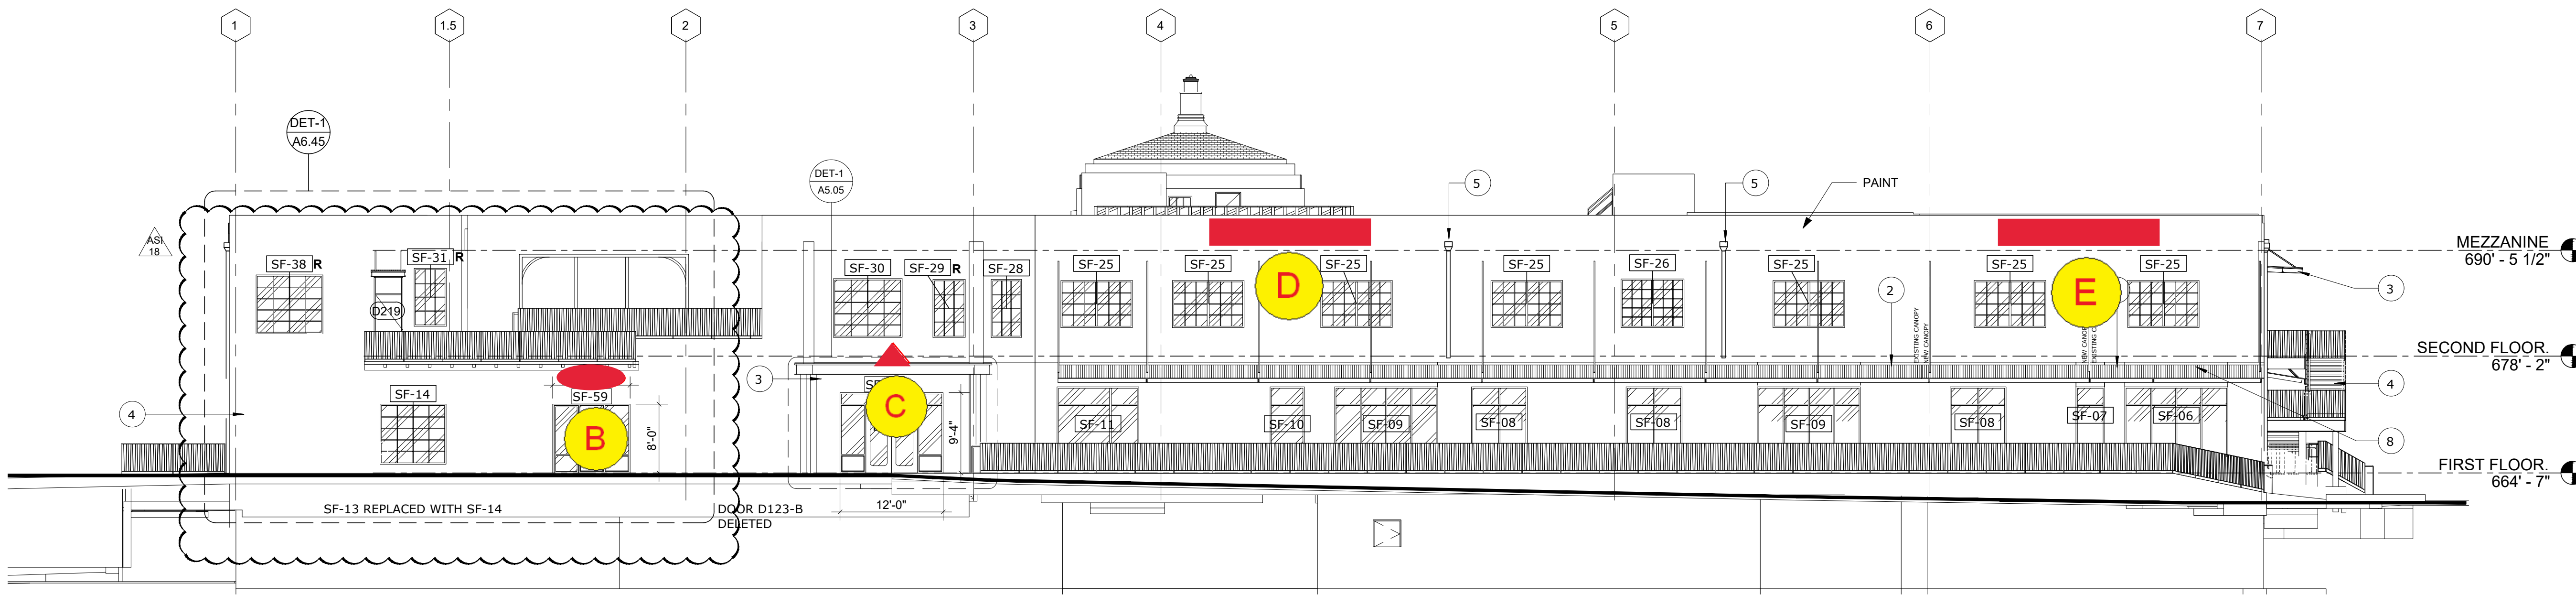 1
1.5
2
3
4
5
6
7
DET-1
A6.45
DET-1
A5.05
5
5
PAINT
ASI
18
MEZZANINE
690' - 5 1/2"
SF-38 R
SF-31 R
SF-30
SF-29 R
SF-28
SF-25
SF-25
SF-25
SF-25
SF-26
SF-25
SF-25
SF-25
D
E
3
2
D219
EXISTING CANOPY
NEW CANOPY
SECOND FLOOR.
678' - 2"
3
4
SF-14
SF-59
C
4
B
8'-0"
9'-4"
SF-11
SF-10
SF-09
SF-08
SF-08
SF-09
SF-08
SF-07
SF-06
8
FIRST FLOOR.
664' - 7"
SF-13 REPLACED WITH SF-14
DOOR D123-B
DELETED
12'-0"